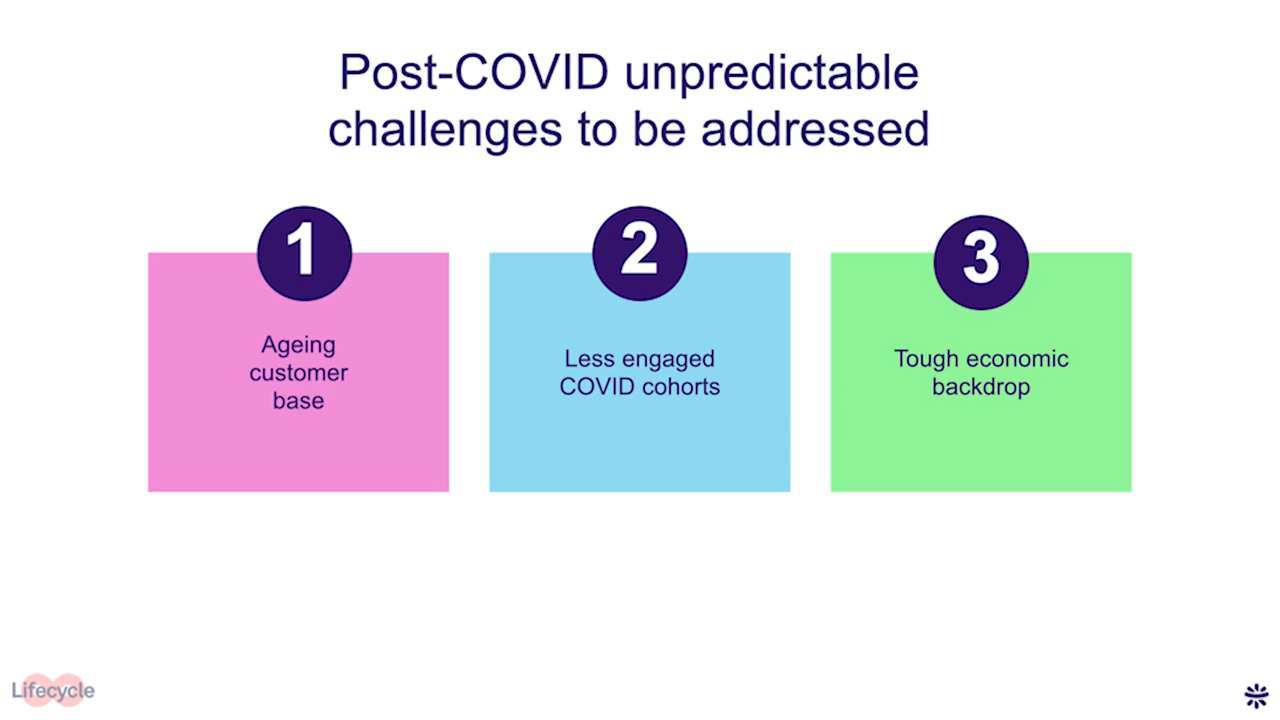 Post-COVID unpredictable
challenges to be addressed
1
Ageing
customer
base
2
Less engaged
COVID cohorts
3
Tough economic
backdrop
Lifecycle